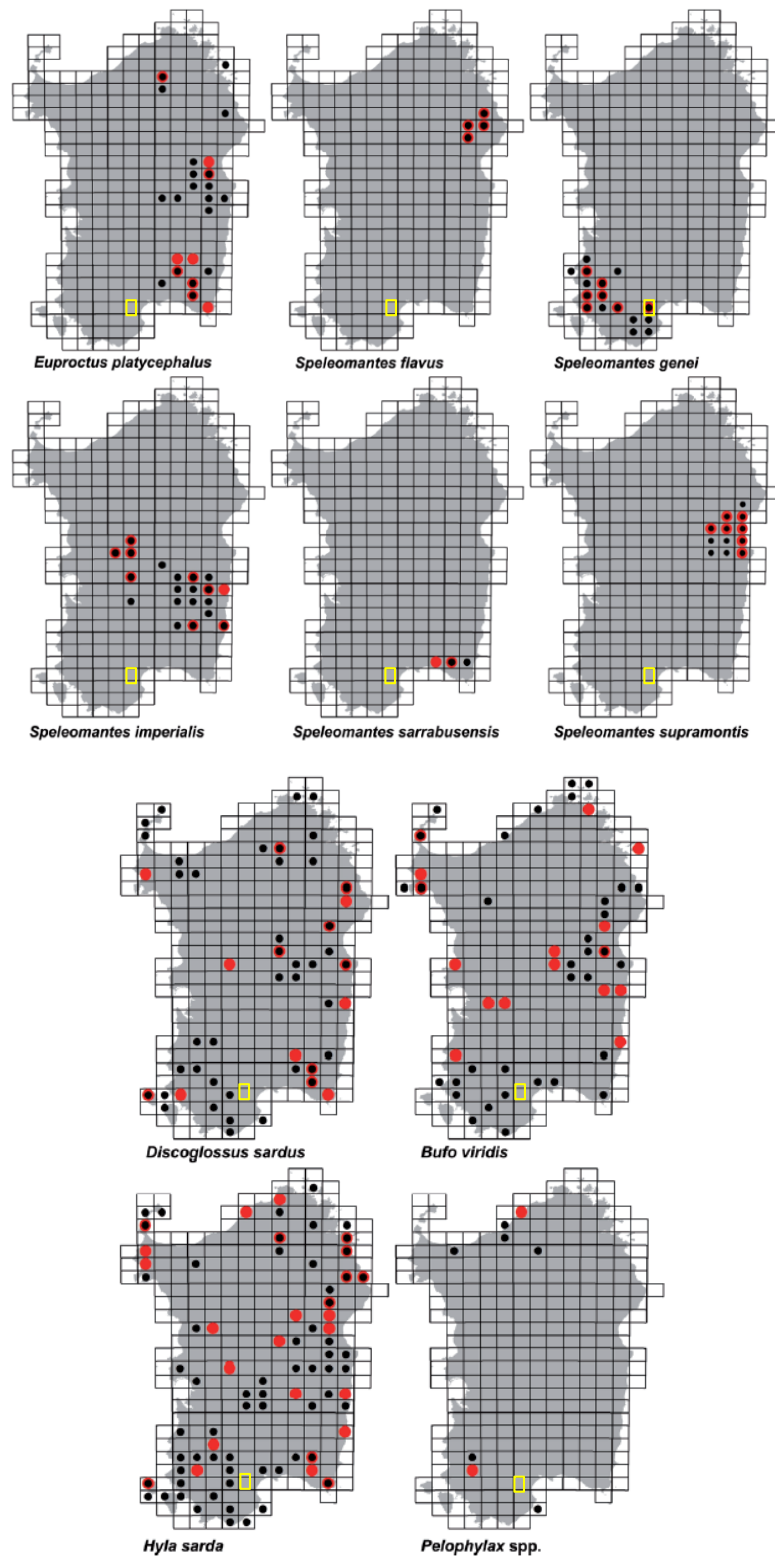 Euproctus platycephalus
Speleomantes flavus
Speleomantes genei
Speleomantes imperialis
Speleomantes sarrabusensis
Speleomantes supramontis
Discoglossus sardus
Bufo viridis
Hyla sarda
Pelophylax spp.